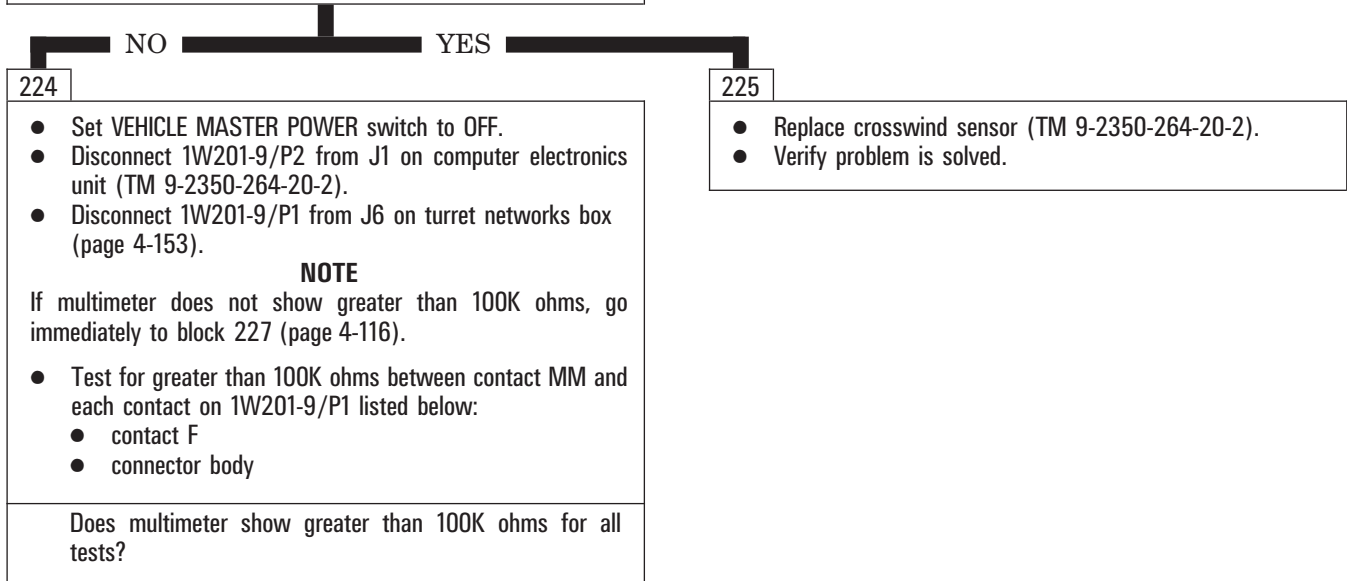 NO
YES
224
● Set VEHICLE MASTER POWER switch to OFF.
● Disconnect 1W201-9/P2 from J1 on computer electronics
unit (TM 9-2350-264-20-2).
● Disconnect 1W201-9/P1 from J6 on turret networks box
(page 4-153).
NOTE
If multimeter does not show greater than 100K ohms, go
immediately to block 227 (page 4-116).
● Test for greater than 100K ohms between contact MM and
each contact on 1W201-9/P1 listed below:
● contact F
● connector body
Does multimeter show greater than 100K ohms for all
tests?
225
● Replace crosswind sensor (TM 9-2350-264-20-2).
● Verify problem is solved.